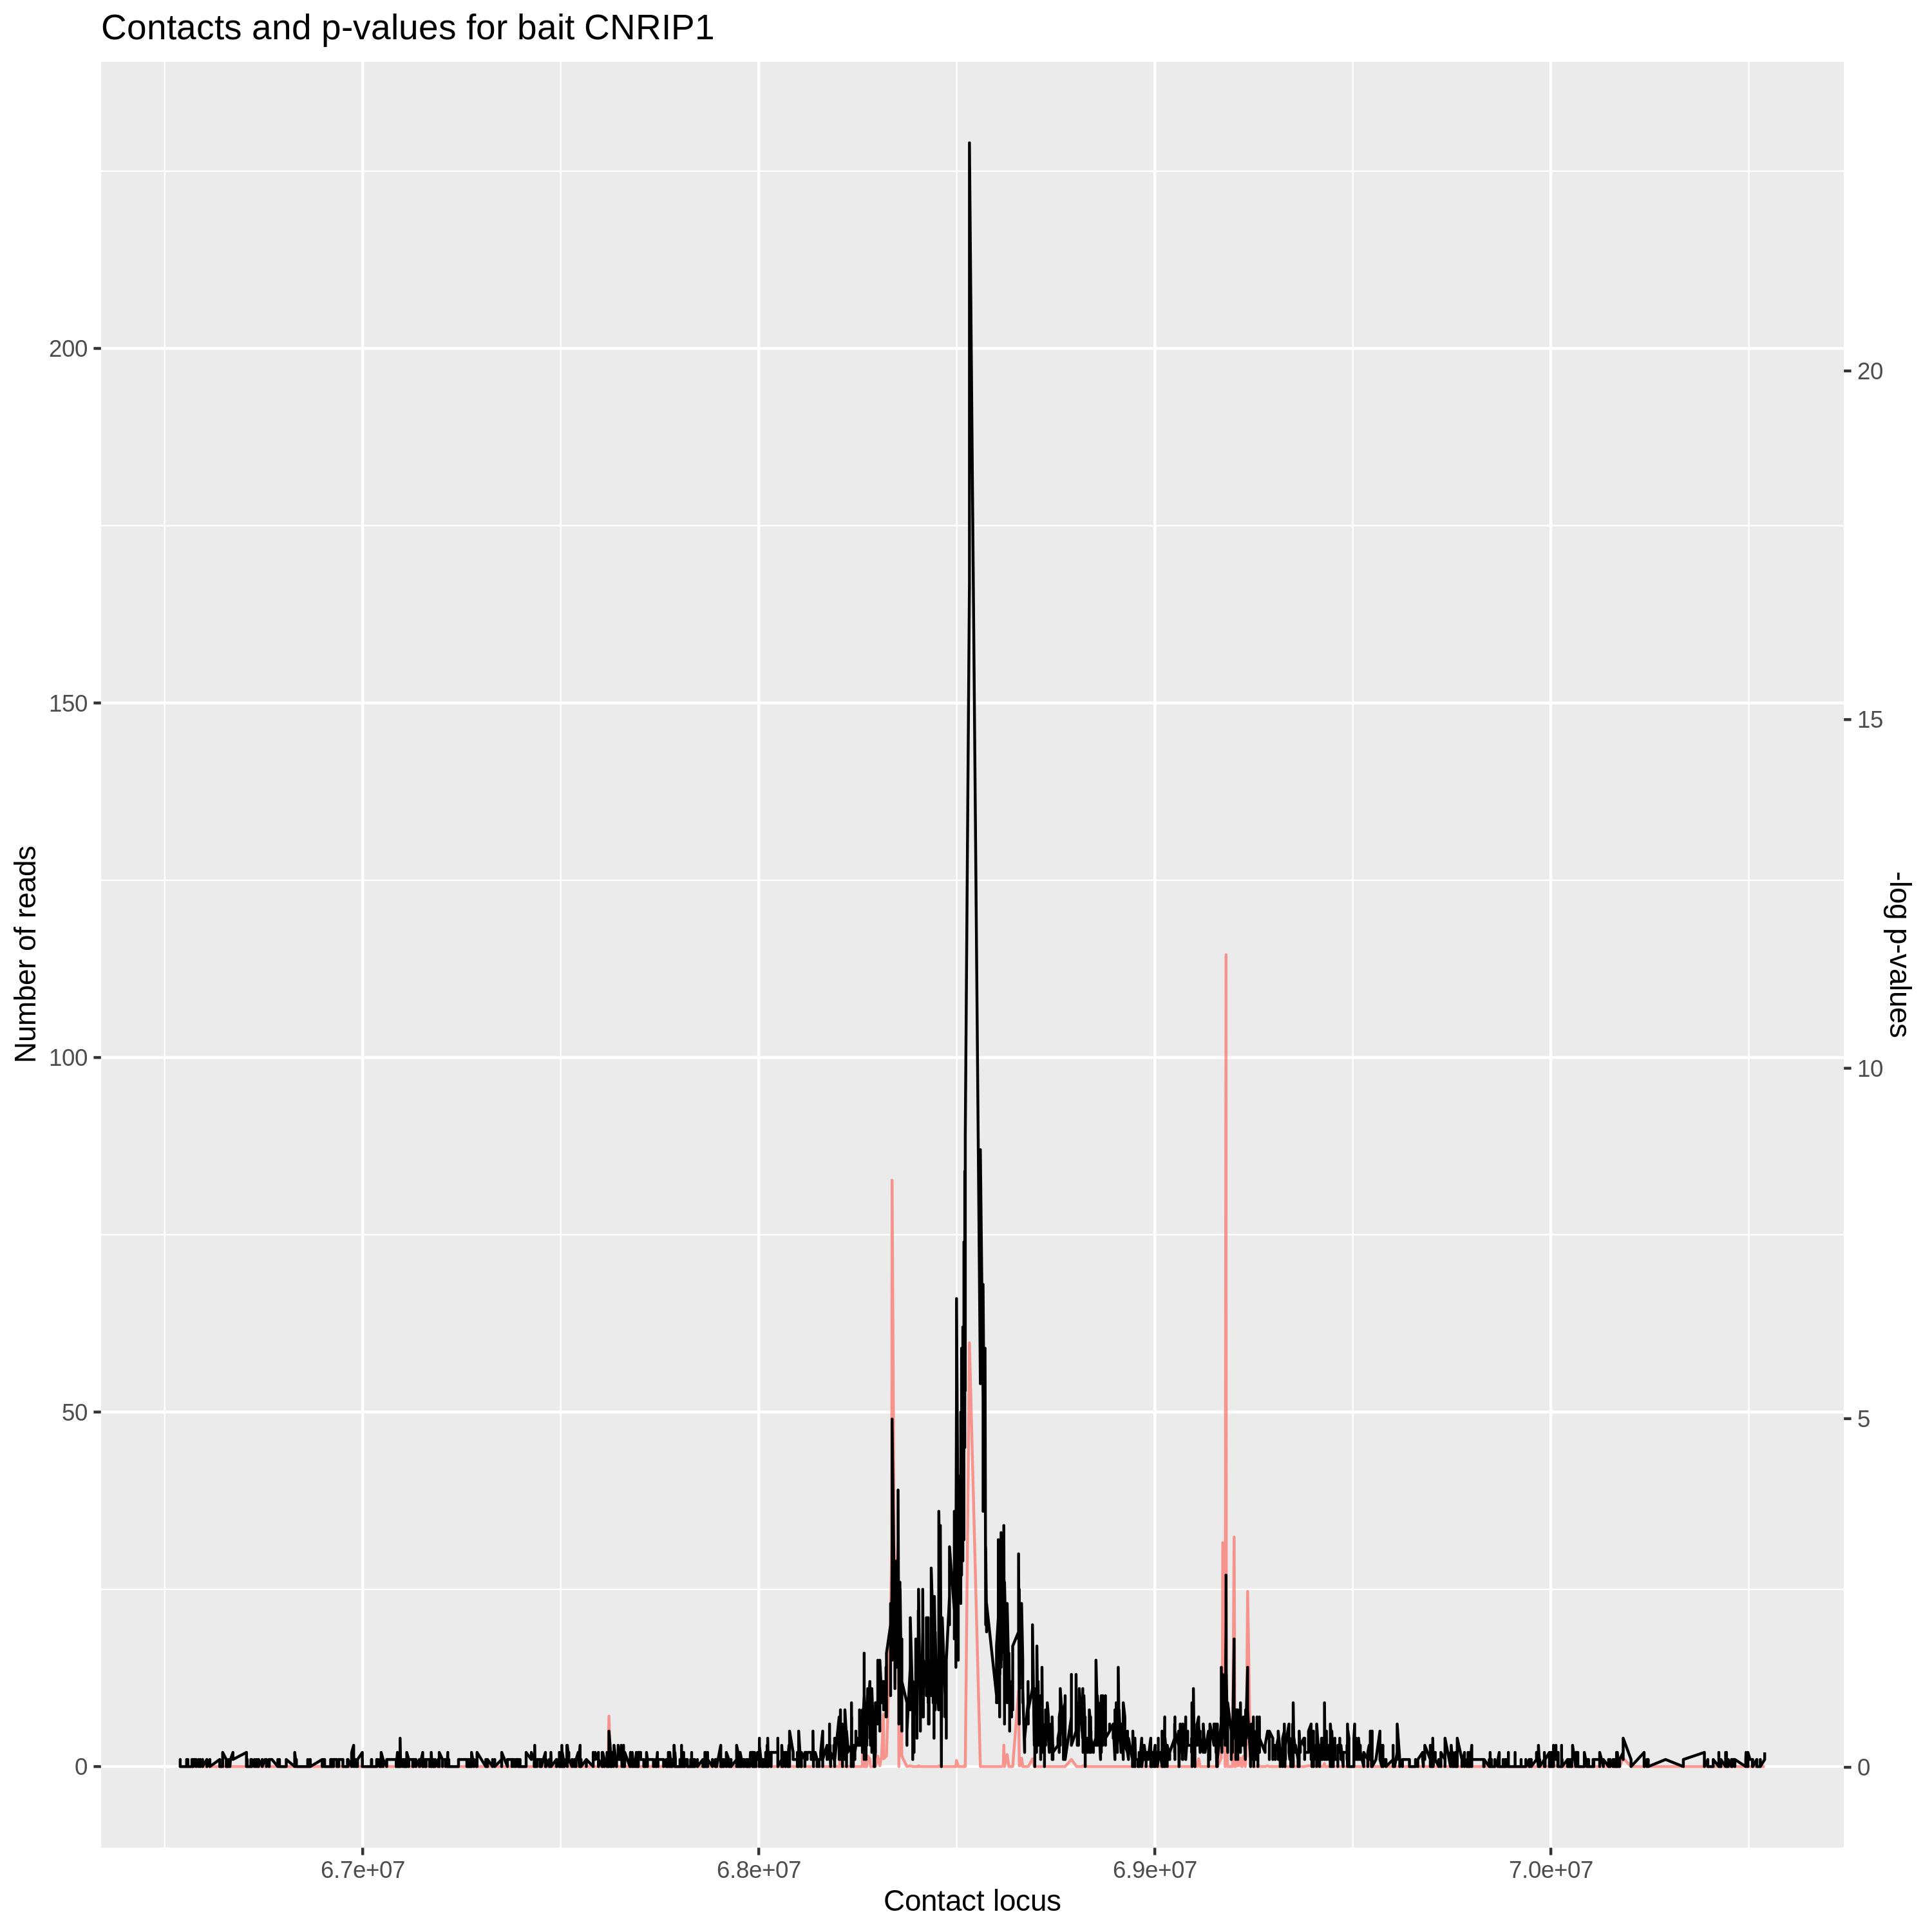 Contacts and p-values for bait CNRIP1
Number of reads
200
150
100
50
0
20
15
10
5
0
-log p-values
6.7e+07
6.8e+07
6.9e+07
7.0e+07
Contact locus